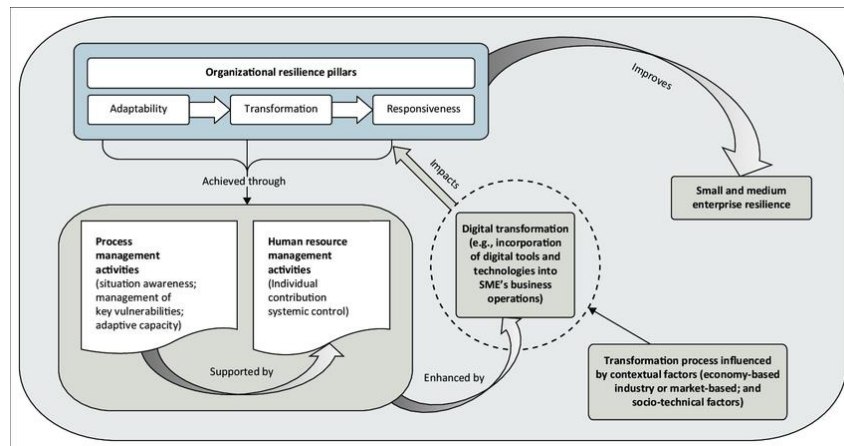 Organizational resilience pillars
Adaptability
Transformation
Responsiveness
Improves
Achieved through
Impacts
Small and medium
enterprise resilience
Process
management
activities
(situation awareness;
management of
key vulnerabilities;
adaptive capacity)
Human resource
management
activities
(Individual
contribution
systemic control)
Digital transformation
(e.g., incorporation
of digital tools and
technologies into
SME's business
operations)
Supported by
Enhanced by
Transformation process influenced
by contextual factors (economy-based
industry or market-based; and
socio-technical factors)